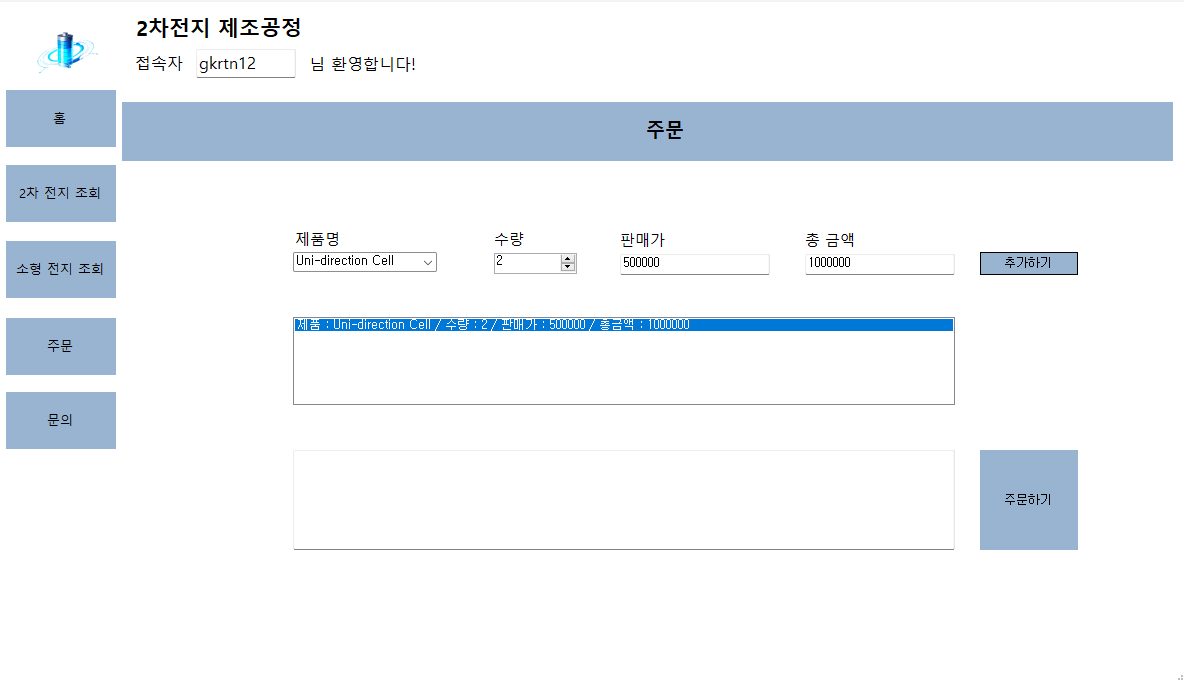 2차전지 제조공정
접속자 gkrtn12 님 환영합니다!
홈
주문
2차 전지 조회
소형 전지 조회
주문
문의
제품명 수량 판매가 총 금액
Uni-direction Cell 2 500000 1000000 추가하기
제품 : Uni-direction Cell / 수량 : 2 / 판매가 : 500000 / 총금액 : 1000000
주문하기